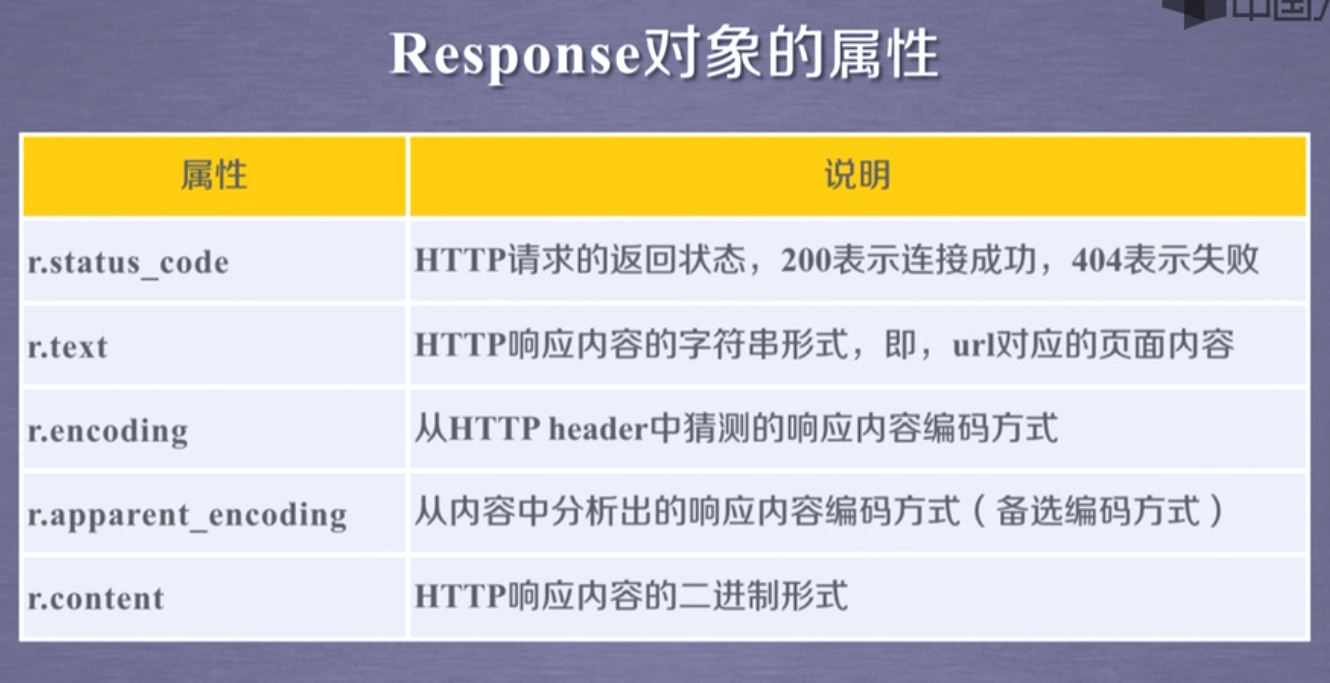 Response对象的属性
属性 说明
r.status_code HTTP请求的返回状态，200表示连接成功，404表示失败
r.text HTTP响应内容的字符串形式，即，url对应的页面内容
r.encoding 从HTTP header中猜测的响应内容编码方式
r.apparent_encoding 从内容中分析出的响应内容编码方式（备选编码方式）
r.content HTTP响应内容的二进制形式
中国